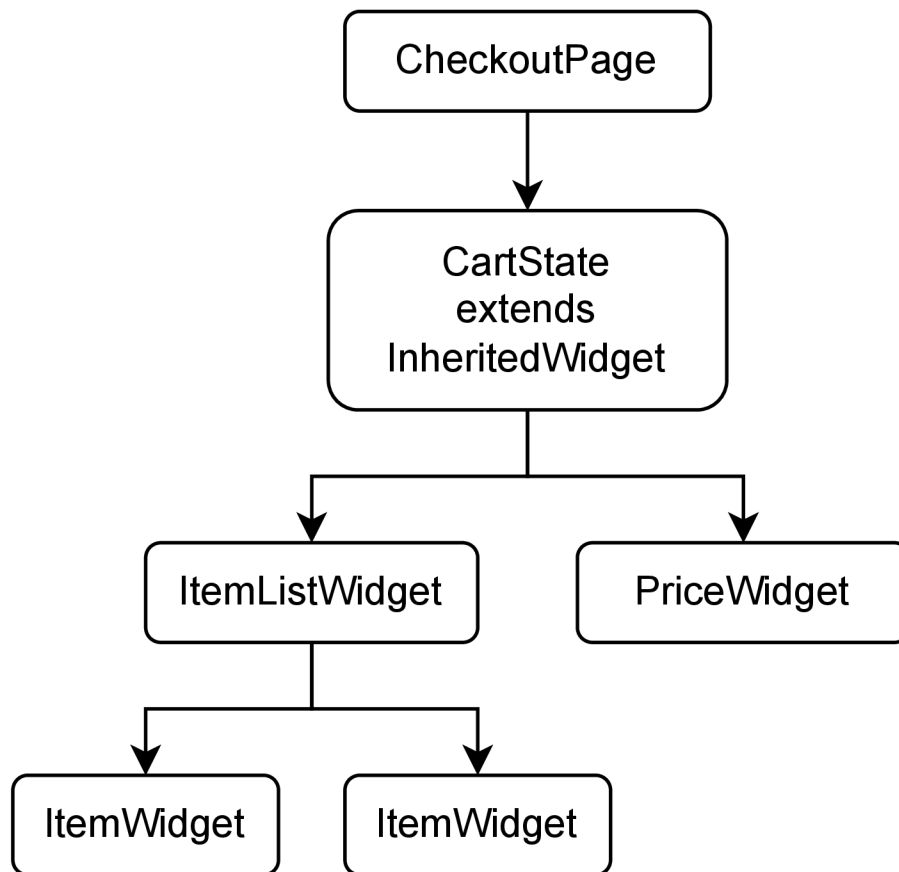 CheckoutPage
CartState
extends
InheritedWidget
ItemListWidget
PriceWidget
ItemWidget
ItemWidget